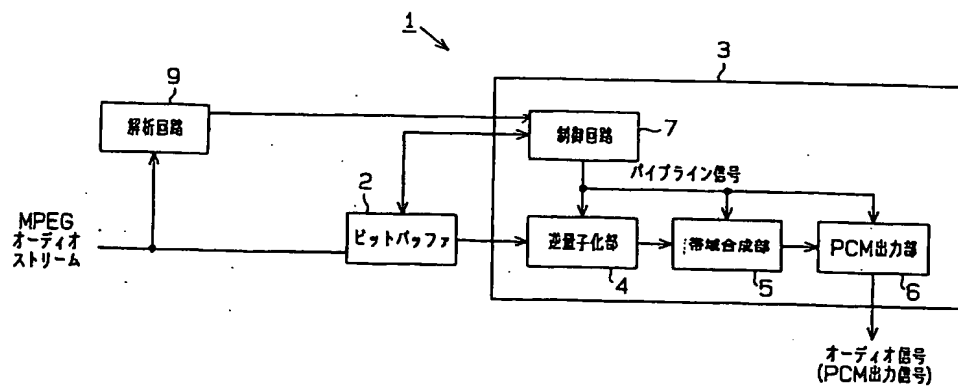 1
3
9
解析回路
制御回路
7
パイプライン信号
2
MPEG
オーディオ
ストリーム
ビットバッファ
逆量子化部
帯域合成部
PCM出力部
4
5
6
オーディオ信号
(PCM出力信号)